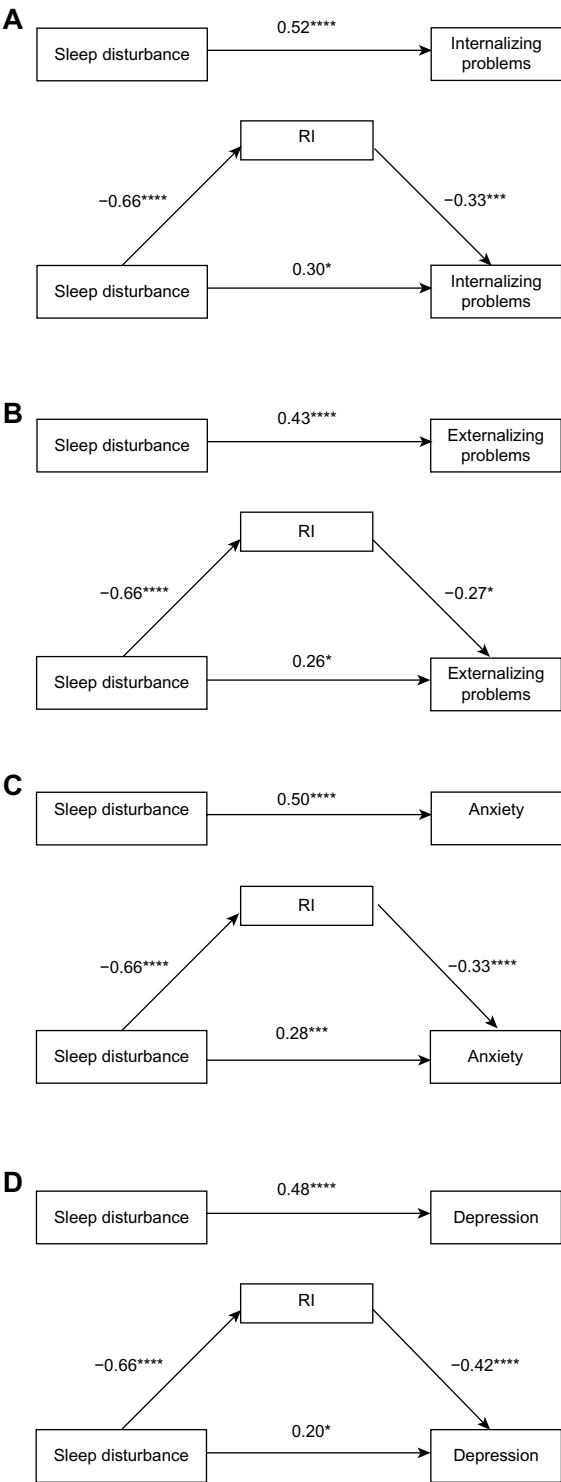 A
0.52****
Sleep disturbance
Internalizing
problems
RI
−0.66****
−0.33***
0.30*
Sleep disturbance
Internalizing
problems
B
0.43****
Sleep disturbance
Externalizing
problems
RI
−0.66****
−0.27*
0.26*
Sleep disturbance
Externalizing
problems
C
0.50****
Sleep disturbance
Anxiety
RI
−0.66****
−0.33****
0.28***
Sleep disturbance
Anxiety
D
0.48****
Sleep disturbance
Depression
RI
−0.66****
−0.42****
0.20*
Sleep disturbance
Depression